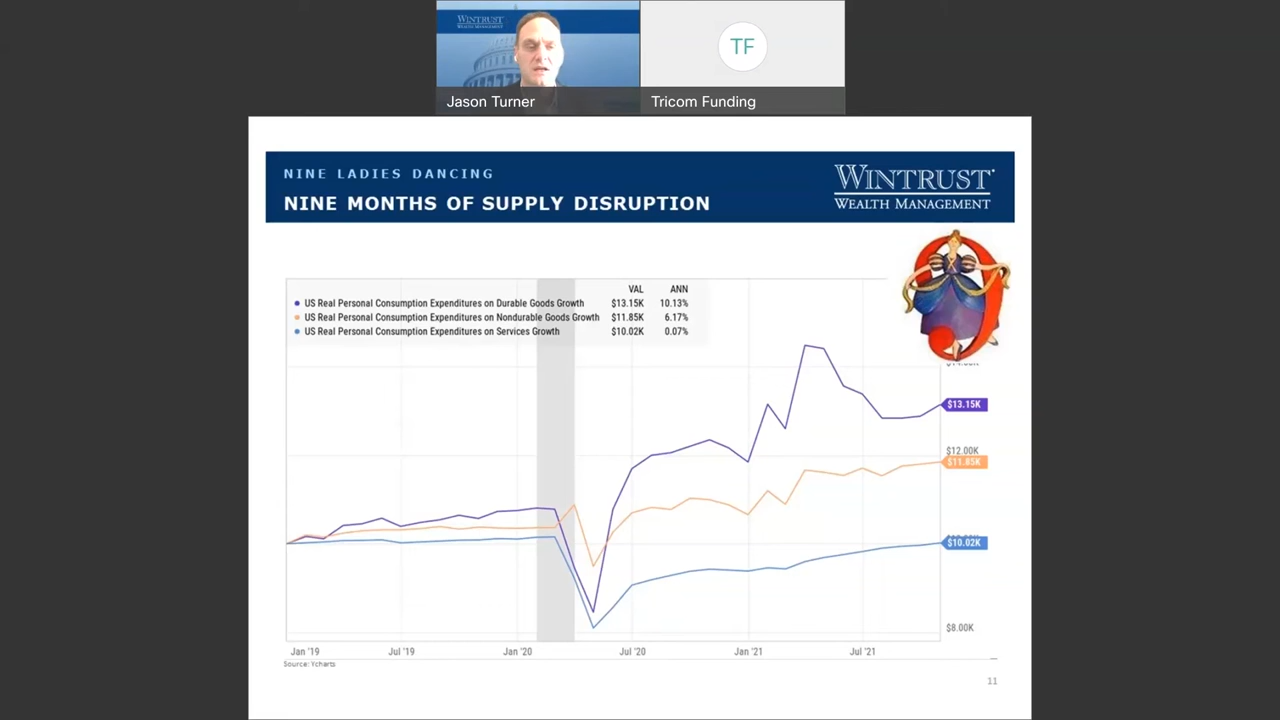 WINTRUST
WEALTH MANAGEMENT
TF
Jason Turner
Tricom Funding
NINE LADIES DANCING
NINE MONTHS OF SUPPLY DISRUPTION
WINTRUST
WEALTH MANAGEMENT
9
VAL ANN
US Real Personal Consumption Expenditures on Durable Goods Growth $13.15K 10.13%
US Real Personal Consumption Expenditures on Nondurable Goods Growth $11.85K 6.17%
US Real Personal Consumption Expenditures on Services Growth $10.02K 0.07%
$13.15K
$12.00K
$11.85K
$10.02K
$8.00K
Jan '19 Jul '19 Jan '20 Jul '20 Jan '21 Jul '21
Source: Ycharts
11